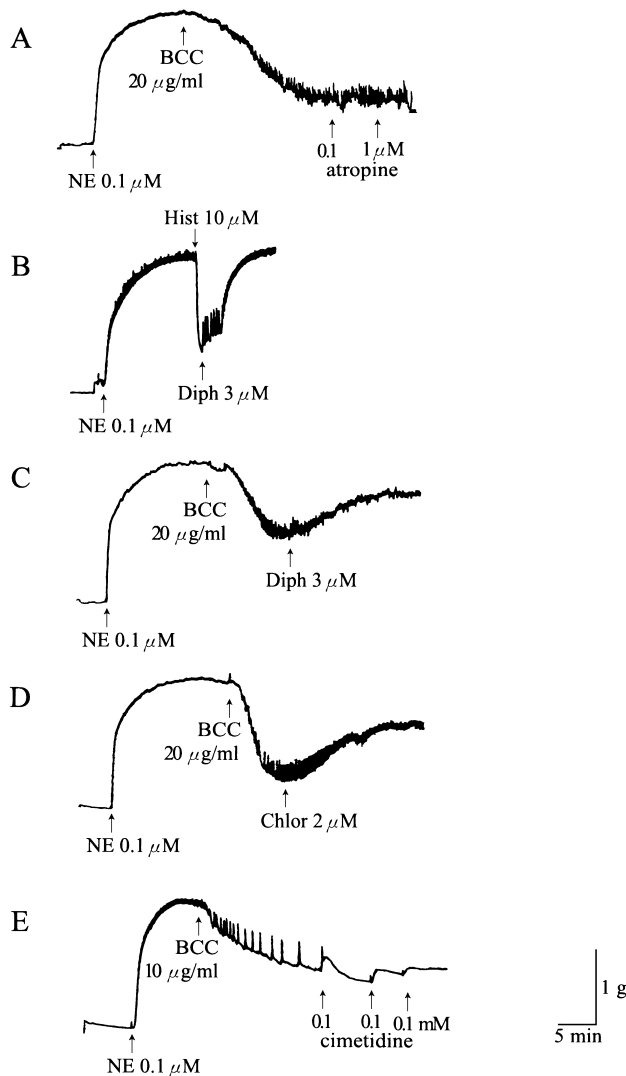 A
BCC
20 μg/ml
0.1 1 μM
atropine
NE 0.1 μM
Hist 10 μM
B
Diph 3 μM
NE 0.1 μM
C
BCC
20 μg/ml
Diph 3 μM
NE 0.1 μM
D
BCC
20 μg/ml
Chlor 2 μM
NE 0.1 μM
E
BCC
10 μg/ml
1 g
0.1 0.1 0.1 mM
cimetidine
5 min
NE 0.1 μM